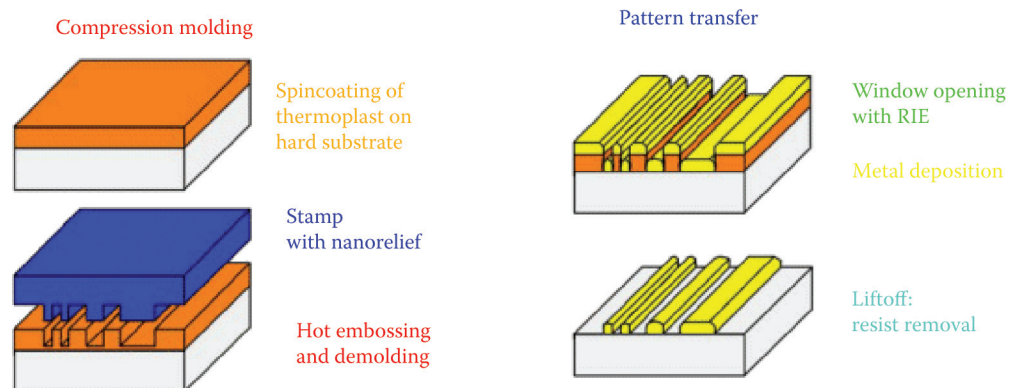 Compression molding
Spincoating of
thermoplast on
hard substrate
Stamp
with nanorelief
Hot embossing
and demolding
Pattern transfer
Window opening
with RIE
Metal deposition
Liftoff:
resist removal